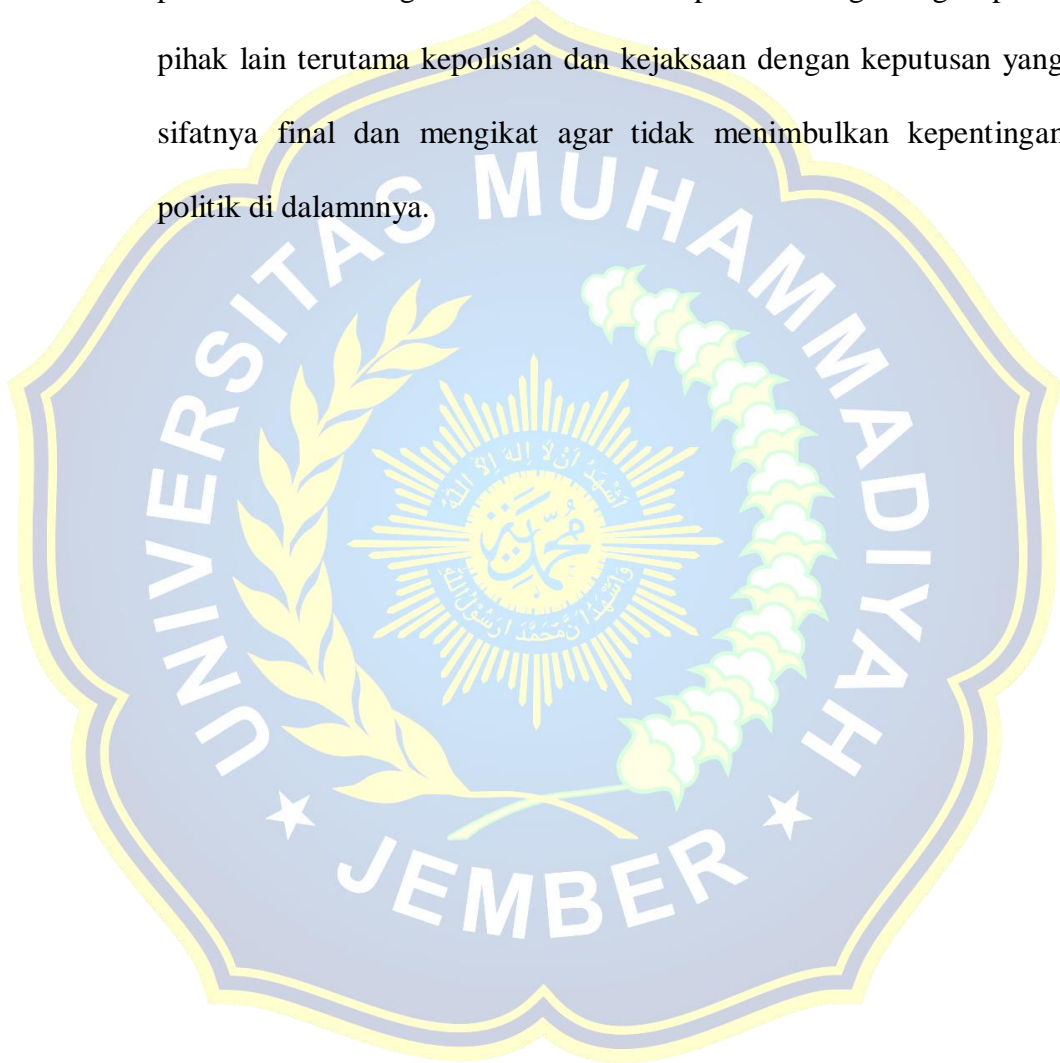 pihak lain terutama kepolisian dan kejaksaan dengan keputusan yang
sifatnya final dan mengikat agar tidak menimbulkan kepentingan
politik di dalamnnya.
UNIVERSITAS MUHAMMADIYAH
JEMBER